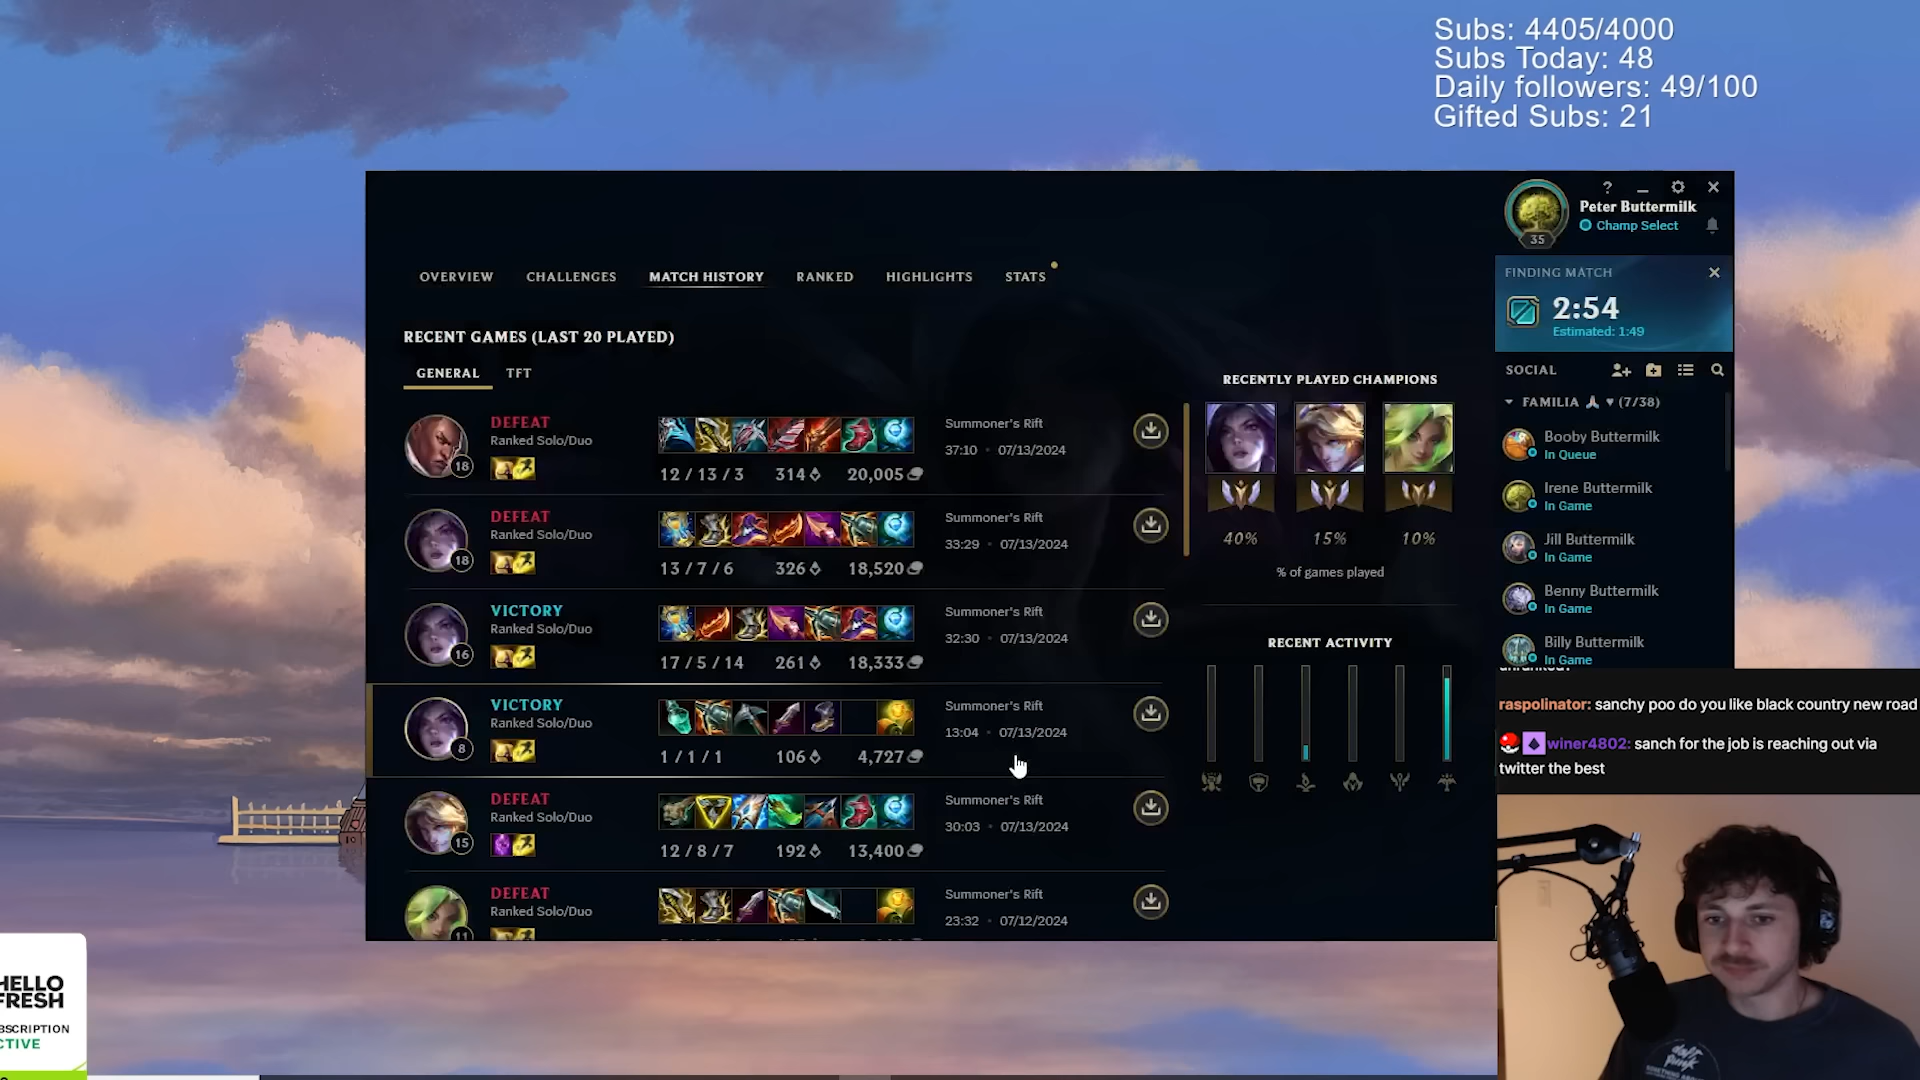 Subs: 4405/4000
Subs Today: 48
Daily followers: 49/100
Gifted Subs: 21
?
Peter Buttermilk
Champ Select
35
OVERVIEW
CHALLENGES
MATCH HISTORY
RANKED
HIGHLIGHTS
STATS
FINDING MATCH
2:54
Estimated: 1:49
RECENT GAMES (LAST 20 PLAYED)
GENERAL
TFT
SOCIAL
FAMILIA 🙏 ♥ (7/38)
Booby Buttermilk
In Queue
Irene Buttermilk
In Game
Jill Buttermilk
In Game
Benny Buttermilk
In Game
Billy Buttermilk
In Game
DEFEAT
Ranked Solo/Duo
18
12 / 13 / 3 314 20,005
Summoner's Rift
37:10 • 07/13/2024
DEFEAT
Ranked Solo/Duo
18
13 / 7 / 6 326 18,520
Summoner's Rift
33:29 • 07/13/2024
VICTORY
Ranked Solo/Duo
16
17 / 5 / 14 261 18,333
Summoner's Rift
32:30 • 07/13/2024
VICTORY
Ranked Solo/Duo
8
1 / 1 / 1 106 4,727
Summoner's Rift
13:04 • 07/13/2024
DEFEAT
Ranked Solo/Duo
15
12 / 8 / 7 192 13,400
Summoner's Rift
30:03 • 07/13/2024
DEFEAT
Ranked Solo/Duo
11
Summoner's Rift
23:32 • 07/12/2024
RECENTLY PLAYED CHAMPIONS
40% 15% 10%
% of games played
RECENT ACTIVITY
raspolinator: sanchy poo do you like black country new road
winer4802: sanch for the job is reaching out via
twitter the best
HELLO
FRESH
BSCRIPTION
CTIVE
daft
punk